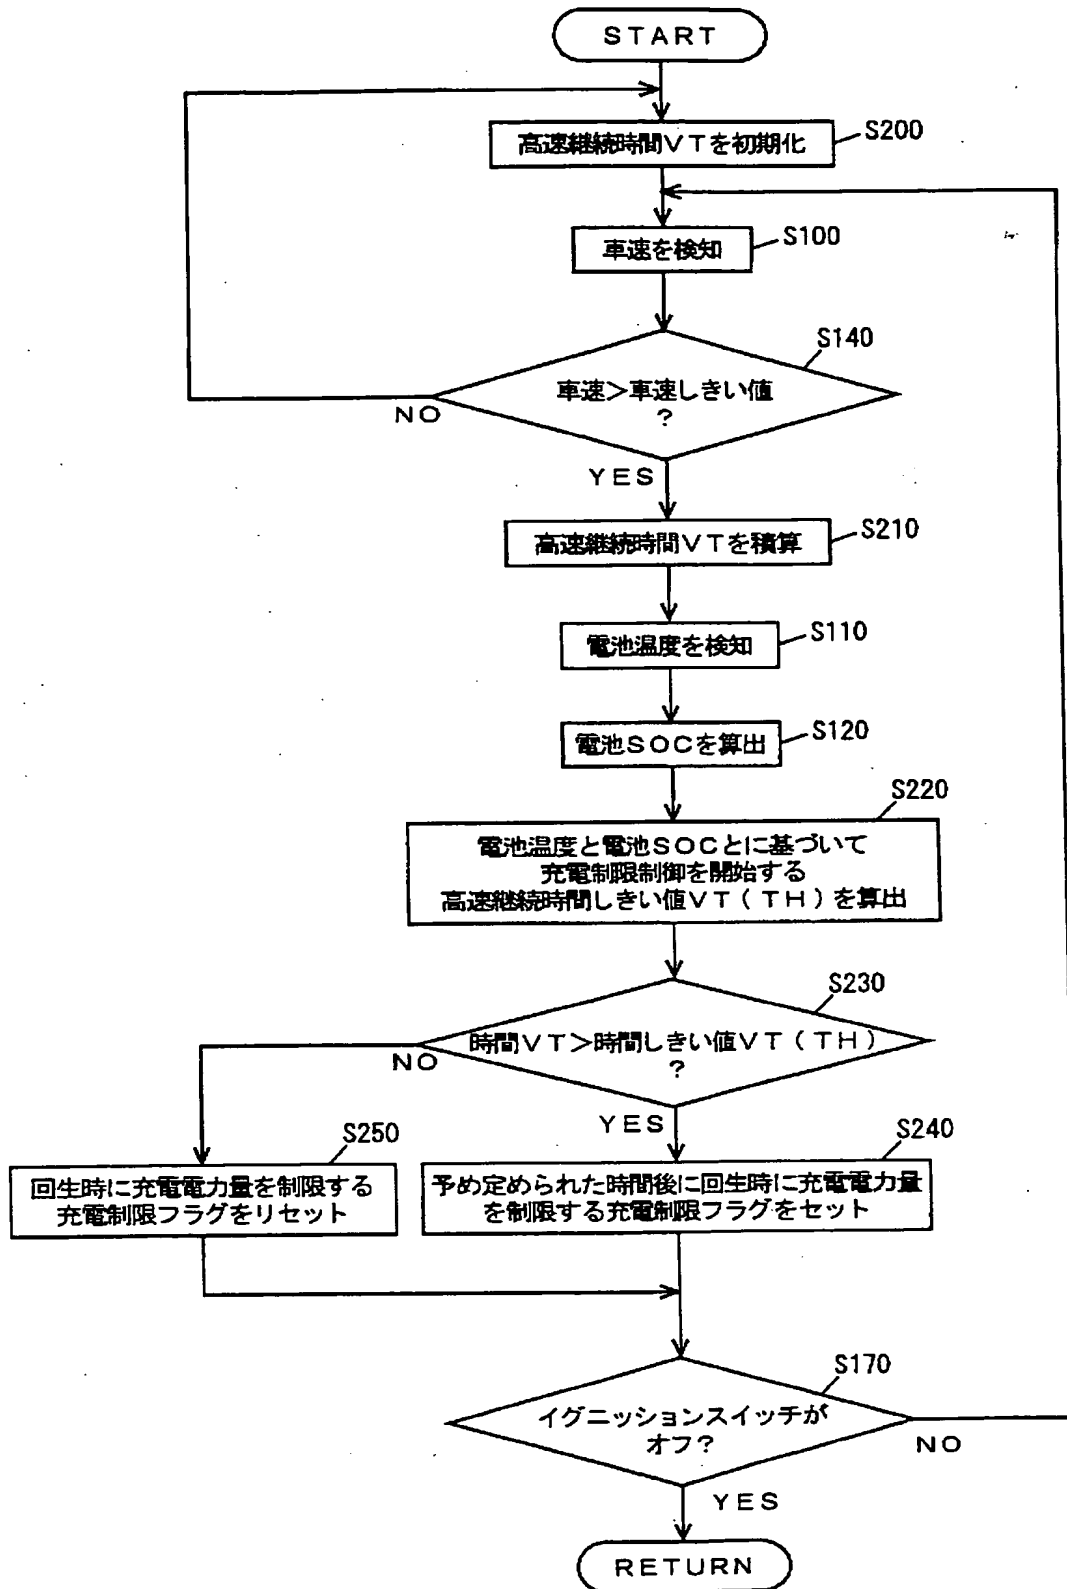 START
高速継続時間VTを初期化
S200
車速を検知
S100
S140
車速>車速しきい値
?
NO
YES
高速継続時間VTを積算
S210
電池温度を検知
S110
電池SOCを算出
S120
S220
電池温度と電池SOCとに基づいて
充電制限制御を開始する
高速継続時間しきい値VT(TH)を算出
S230
時間VT>時間しきい値VT(TH)
?
NO
YES
S250
回生時に充電電力量を制限する
充電制限フラグをリセット
S240
予め定められた時間後に回生時に充電電力量
を制限する充電制限フラグをセット
S170
イグニッションスイッチが
オフ?
NO
YES
RETURN